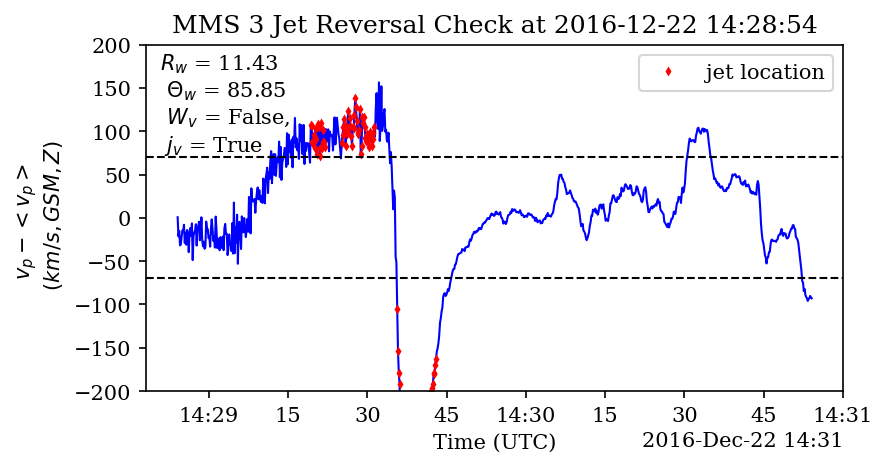 MMS 3 Jet Reversal Check at 2016-12-22 14:28:54
R_w = 11.43
Θ_w = 85.85
W_v = False,
j_v = True
jet location
v_p − < v_p >
(km/s, GSM, Z)
200
150
100
50
0
−50
−100
−150
−200
14:29 15 30 45 14:30 15 30 45 14:31
Time (UTC)
2016-Dec-22 14:31